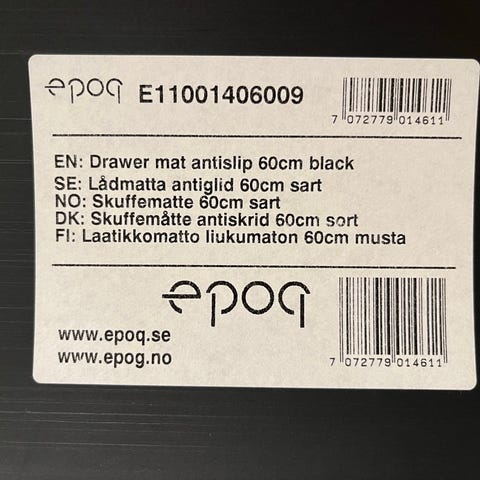 epoq E11001406009
7 072779 014611
EN: Drawer mat antislip 60cm black
SE: Lådmatta antiglid 60cm sart
NO: Skuffematte 60cm sart
DK: Skuffemåtte antiskrid 60cm sort
FI: Laatikkomatto liukumaton 60cm musta
epoq
www.epoq.se
www.epog.no
7 072779 014611